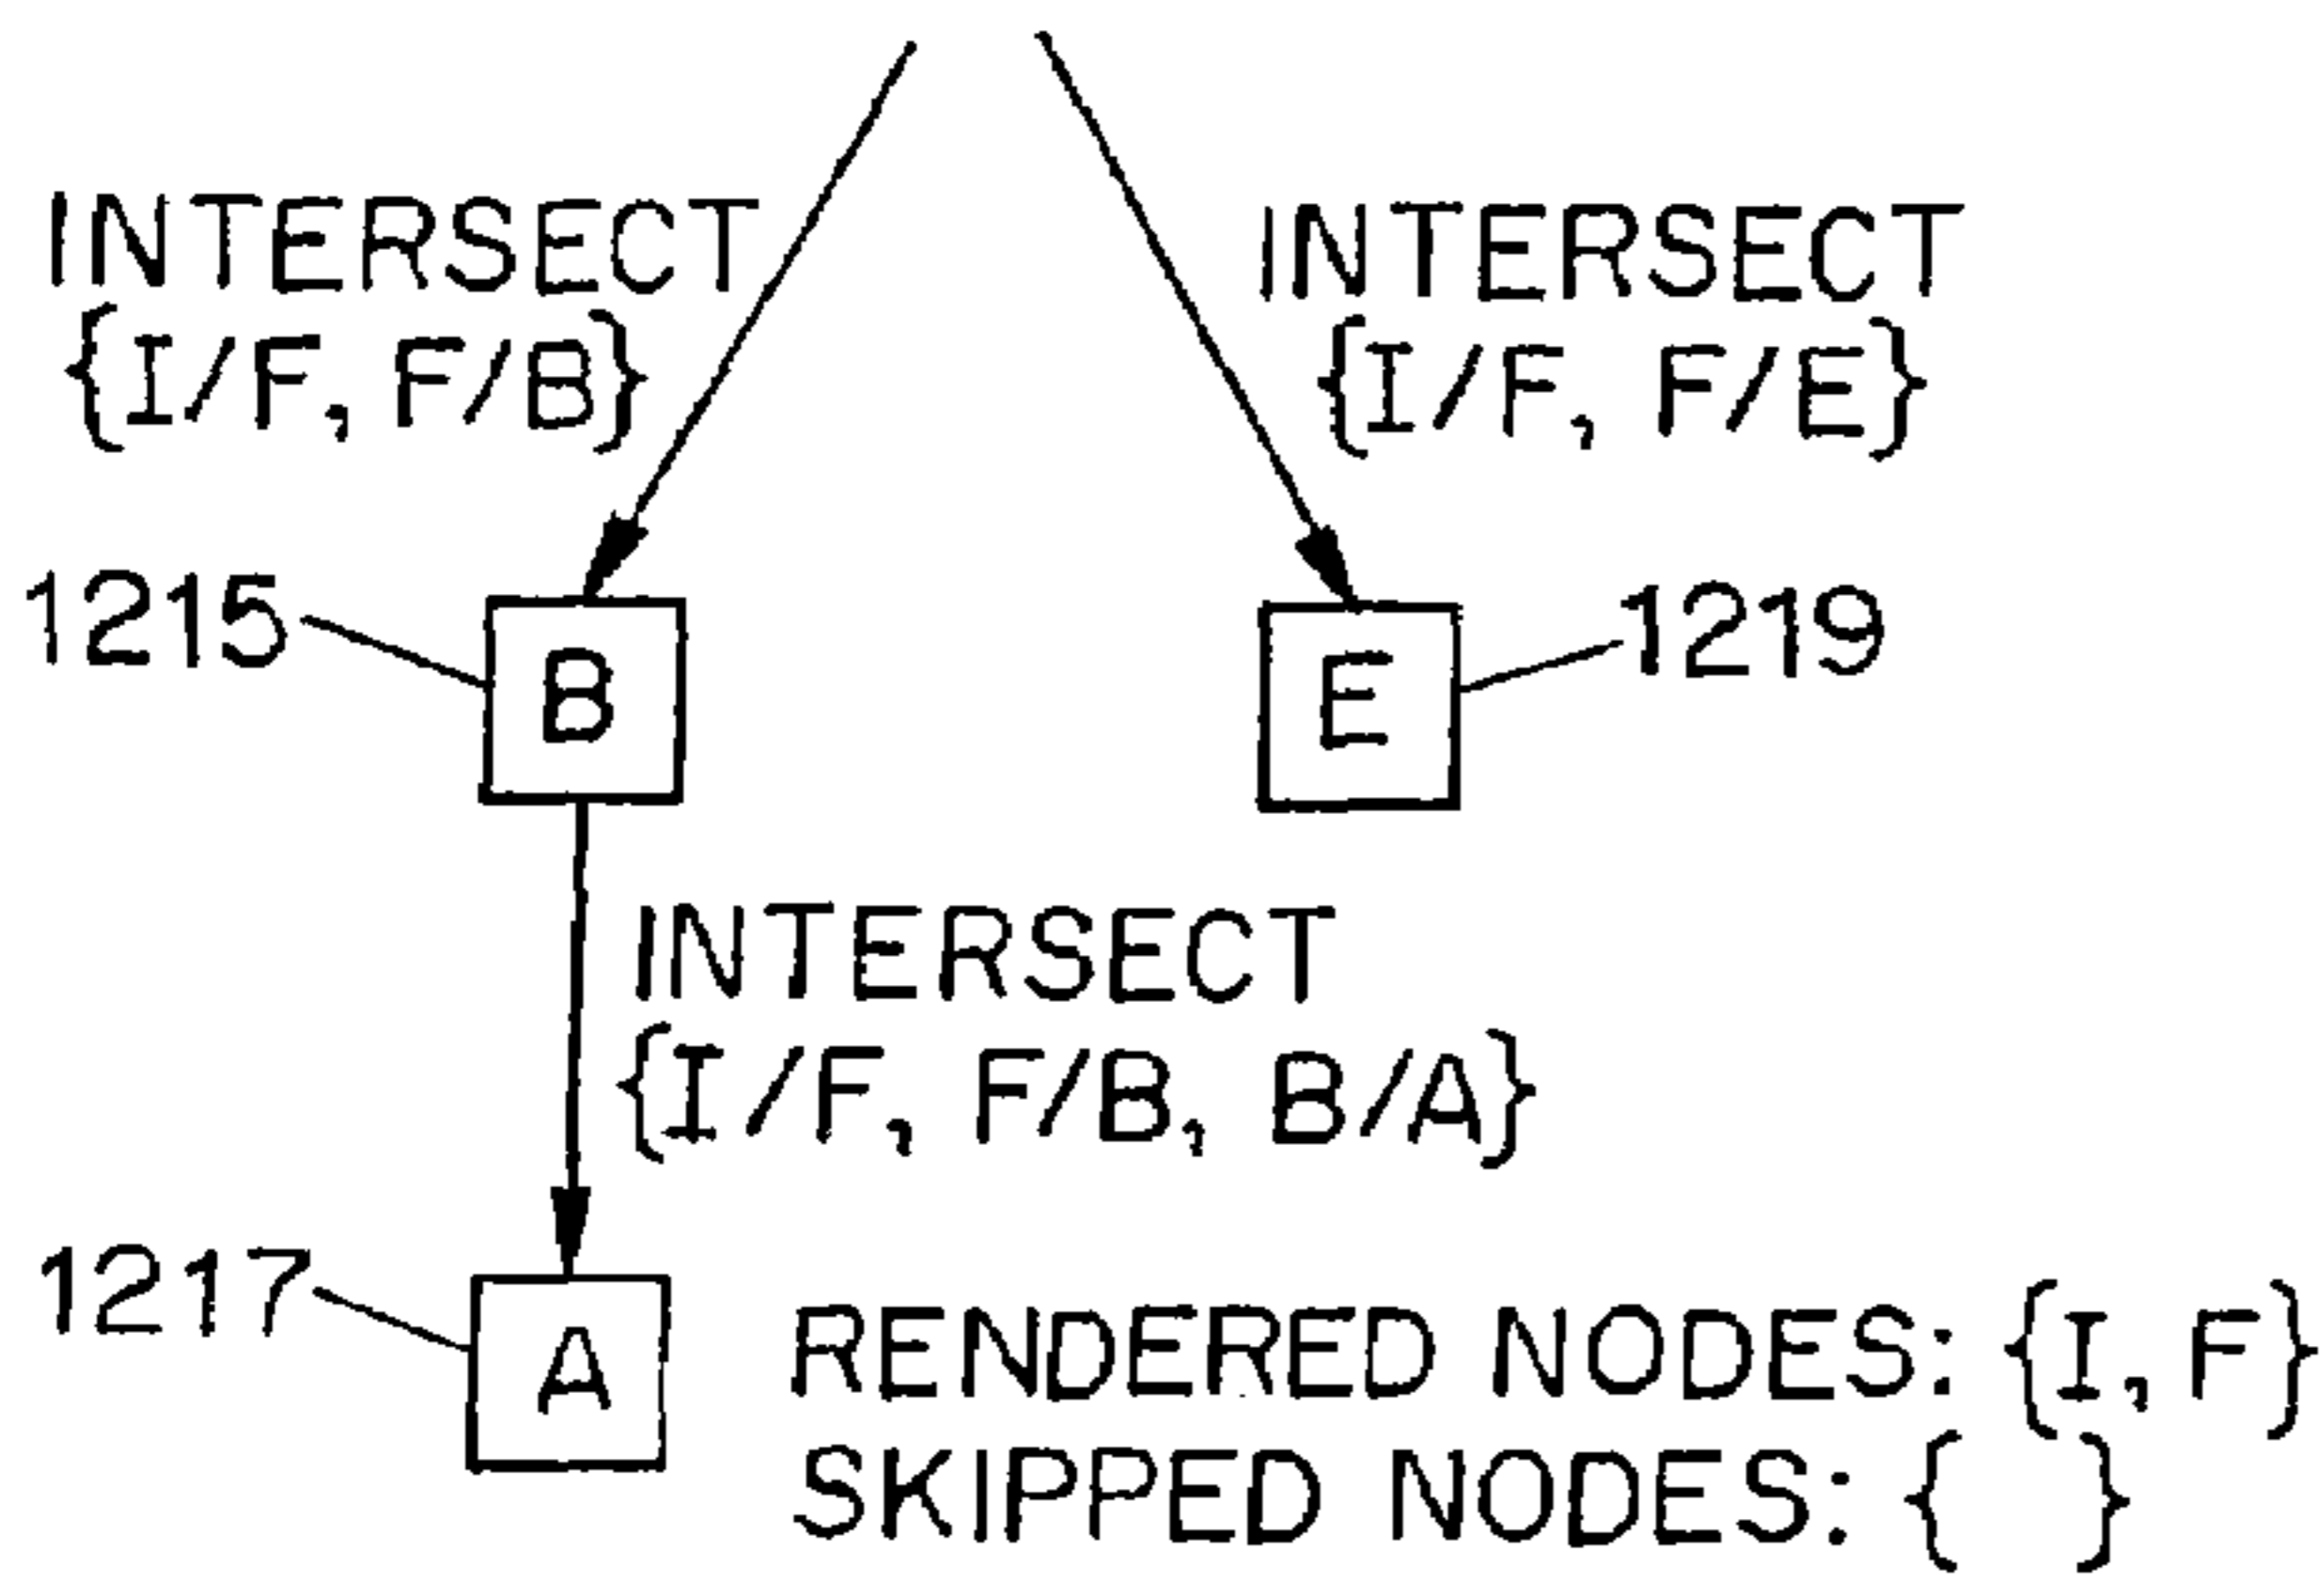 INTERSECT
{I/F, F/B}
INTERSECT
{I/F, F/E}
1215
B
E
1219
INTERSECT
{I/F, F/B, B/A}
1217
A
RENDERED NODES: {I, F}
SKIPPED NODES: { }